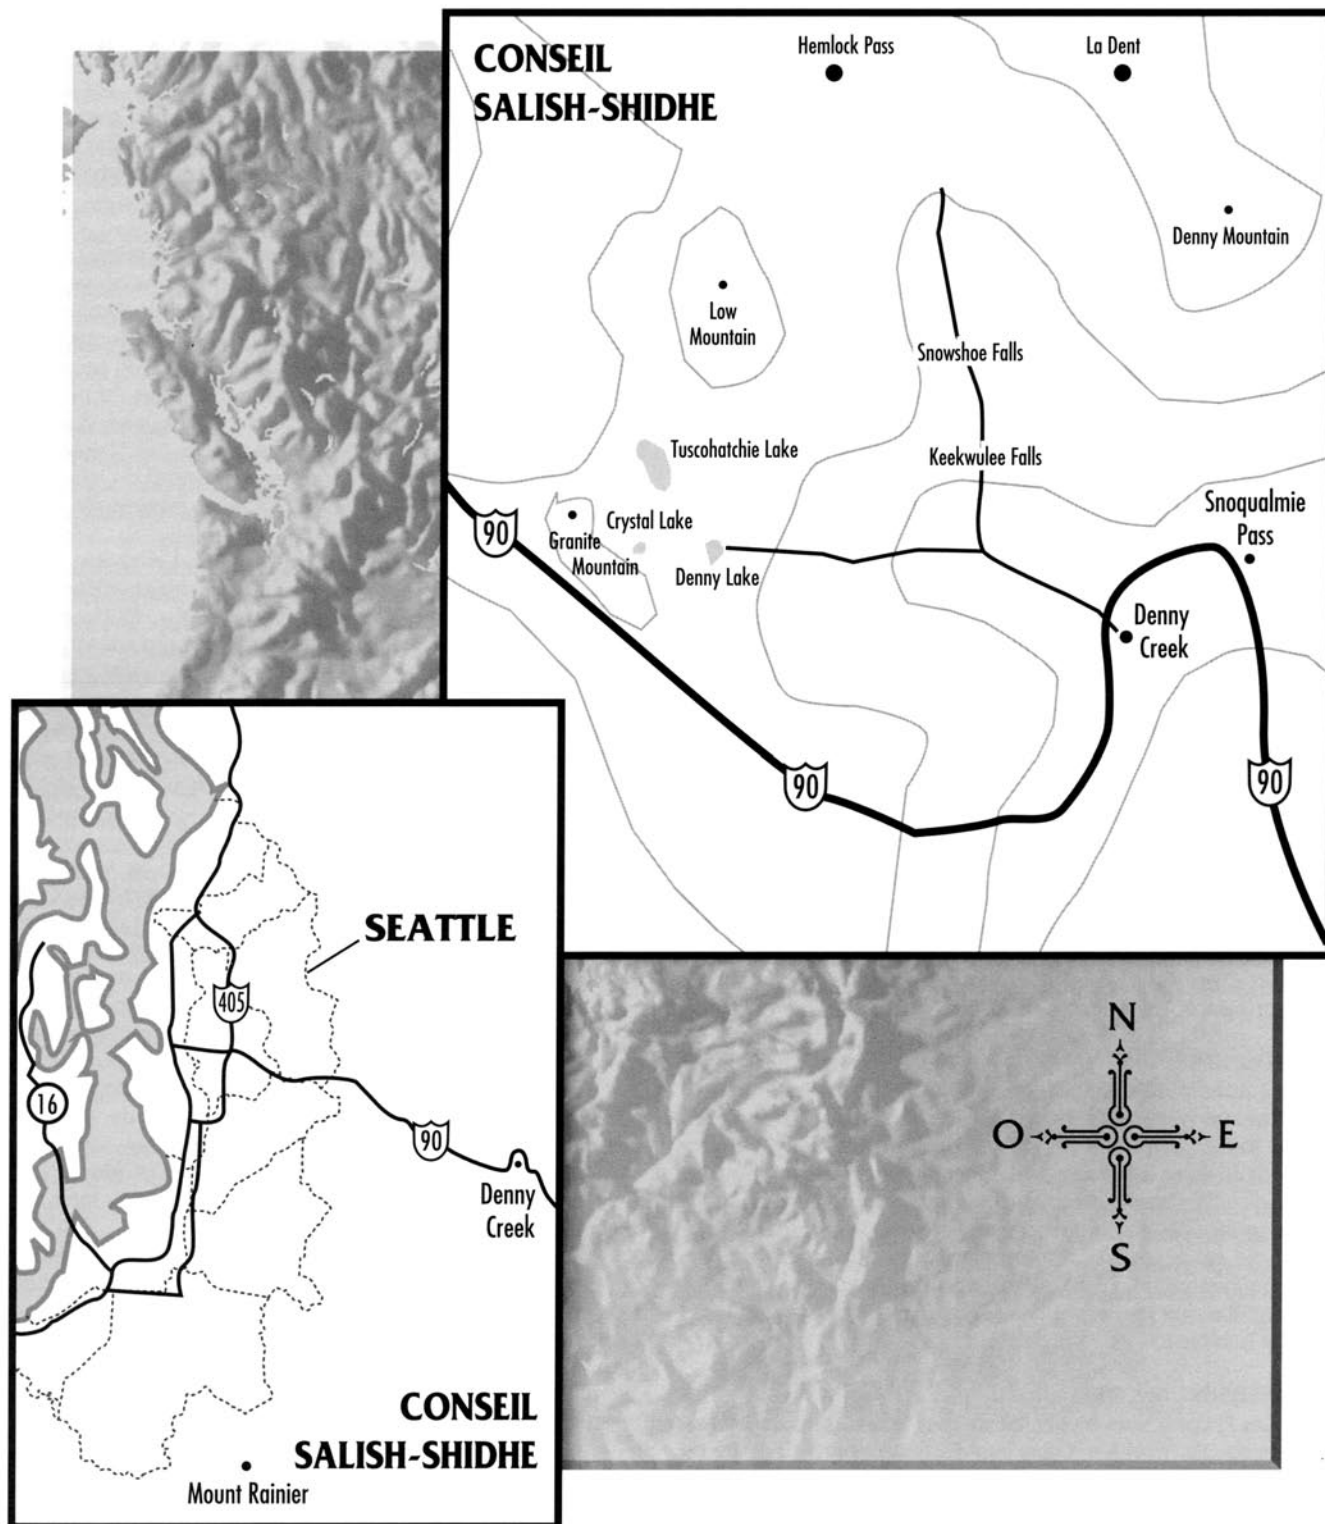 CONSEIL
SALISH-SHIDHE
Hemlock Pass
La Dent
Denny Mountain
Low
Mountain
Snowshoe Falls
Tuscohatchie Lake
Keekwulee Falls
Snoqualmie
Pass
90
Crystal Lake
Granite
Mountain
Denny Lake
Denny
Creek
90
90
SEATTLE
405
16
90
Denny
Creek
CONSEIL
SALISH-SHIDHE
Mount Rainier
N
O
E
S